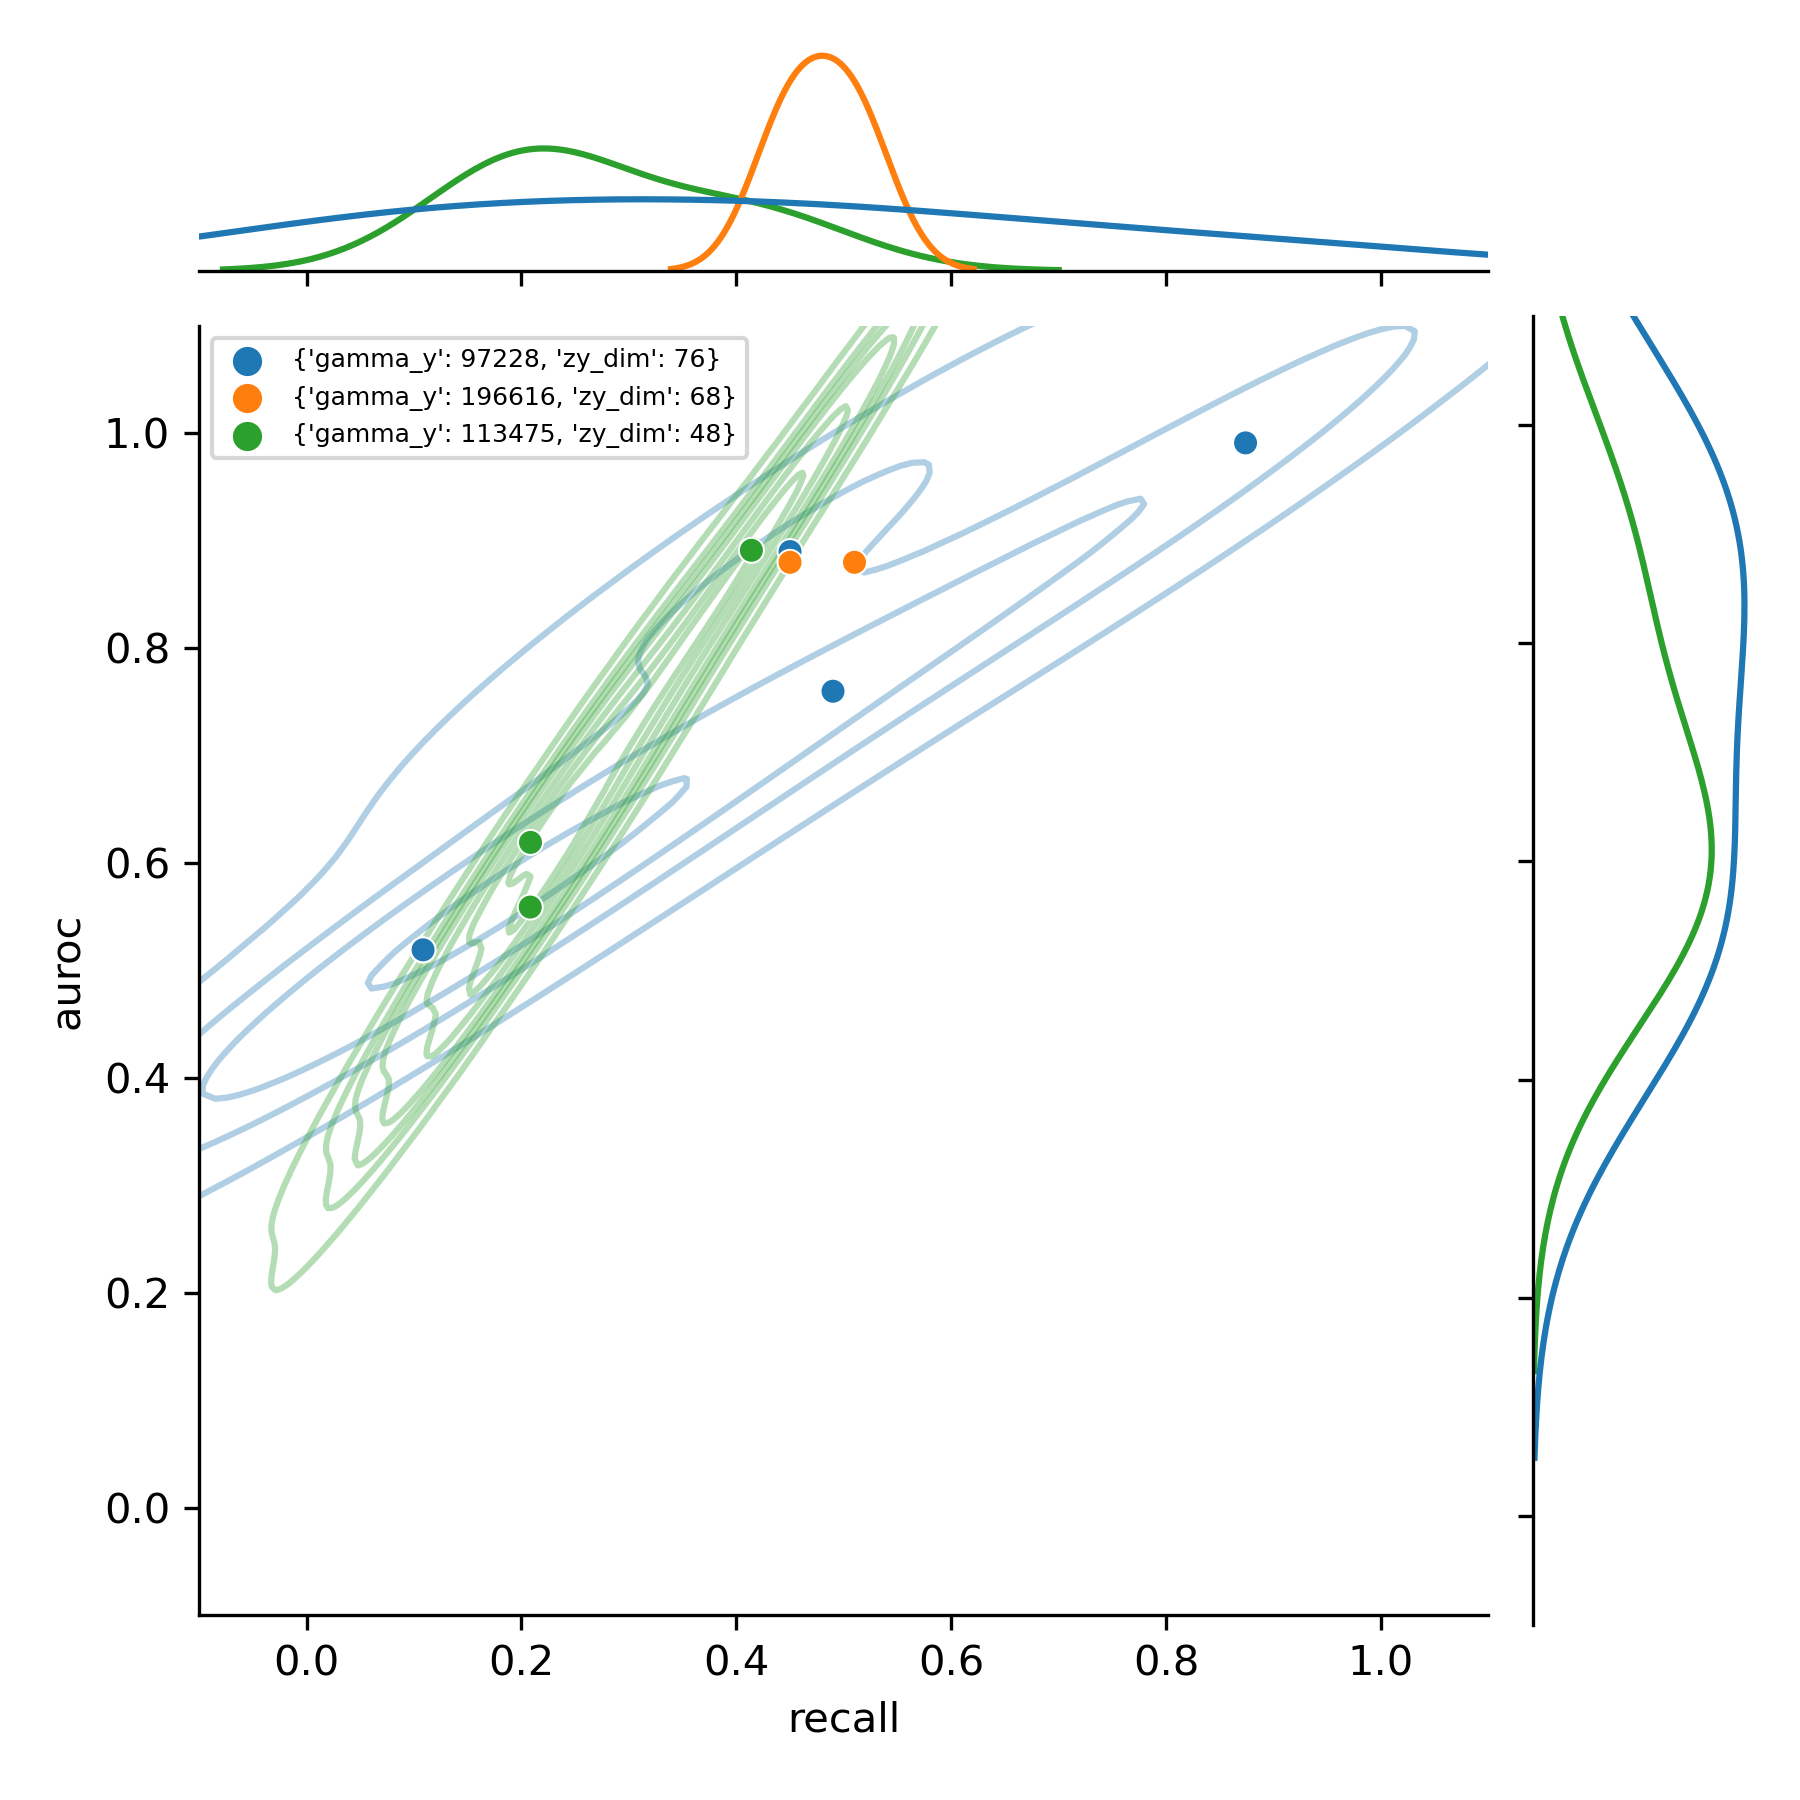 {'gamma_y': 97228, 'zy_dim': 76}
{'gamma_y': 196616, 'zy_dim': 68}
{'gamma_y': 113475, 'zy_dim': 48}
1.0
0.8
0.6
0.4
0.2
0.0
auroc
0.0 0.2 0.4 0.6 0.8 1.0
recall